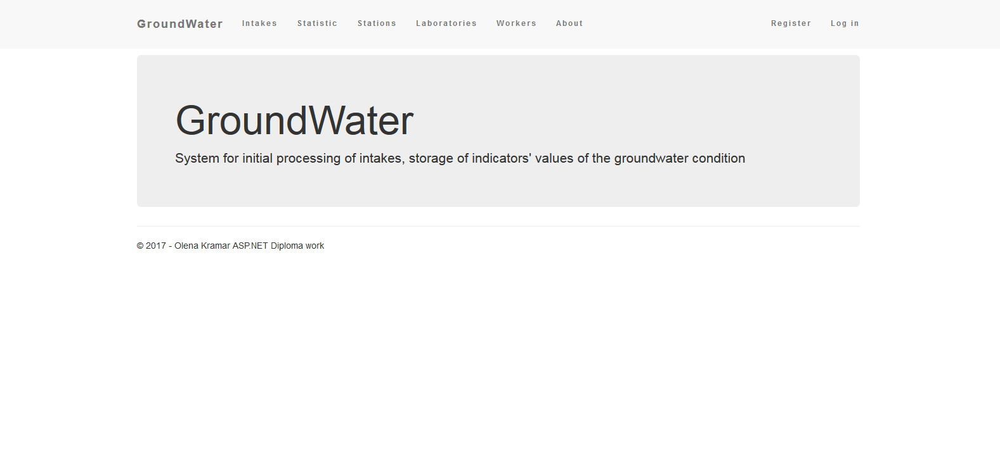 GroundWater Intakes Statistic Stations Laboratories Workers About Register Log in
GroundWater
System for initial processing of intakes, storage of indicators' values of the groundwater condition
© 2017 - Olena Kramar ASP.NET Diploma work